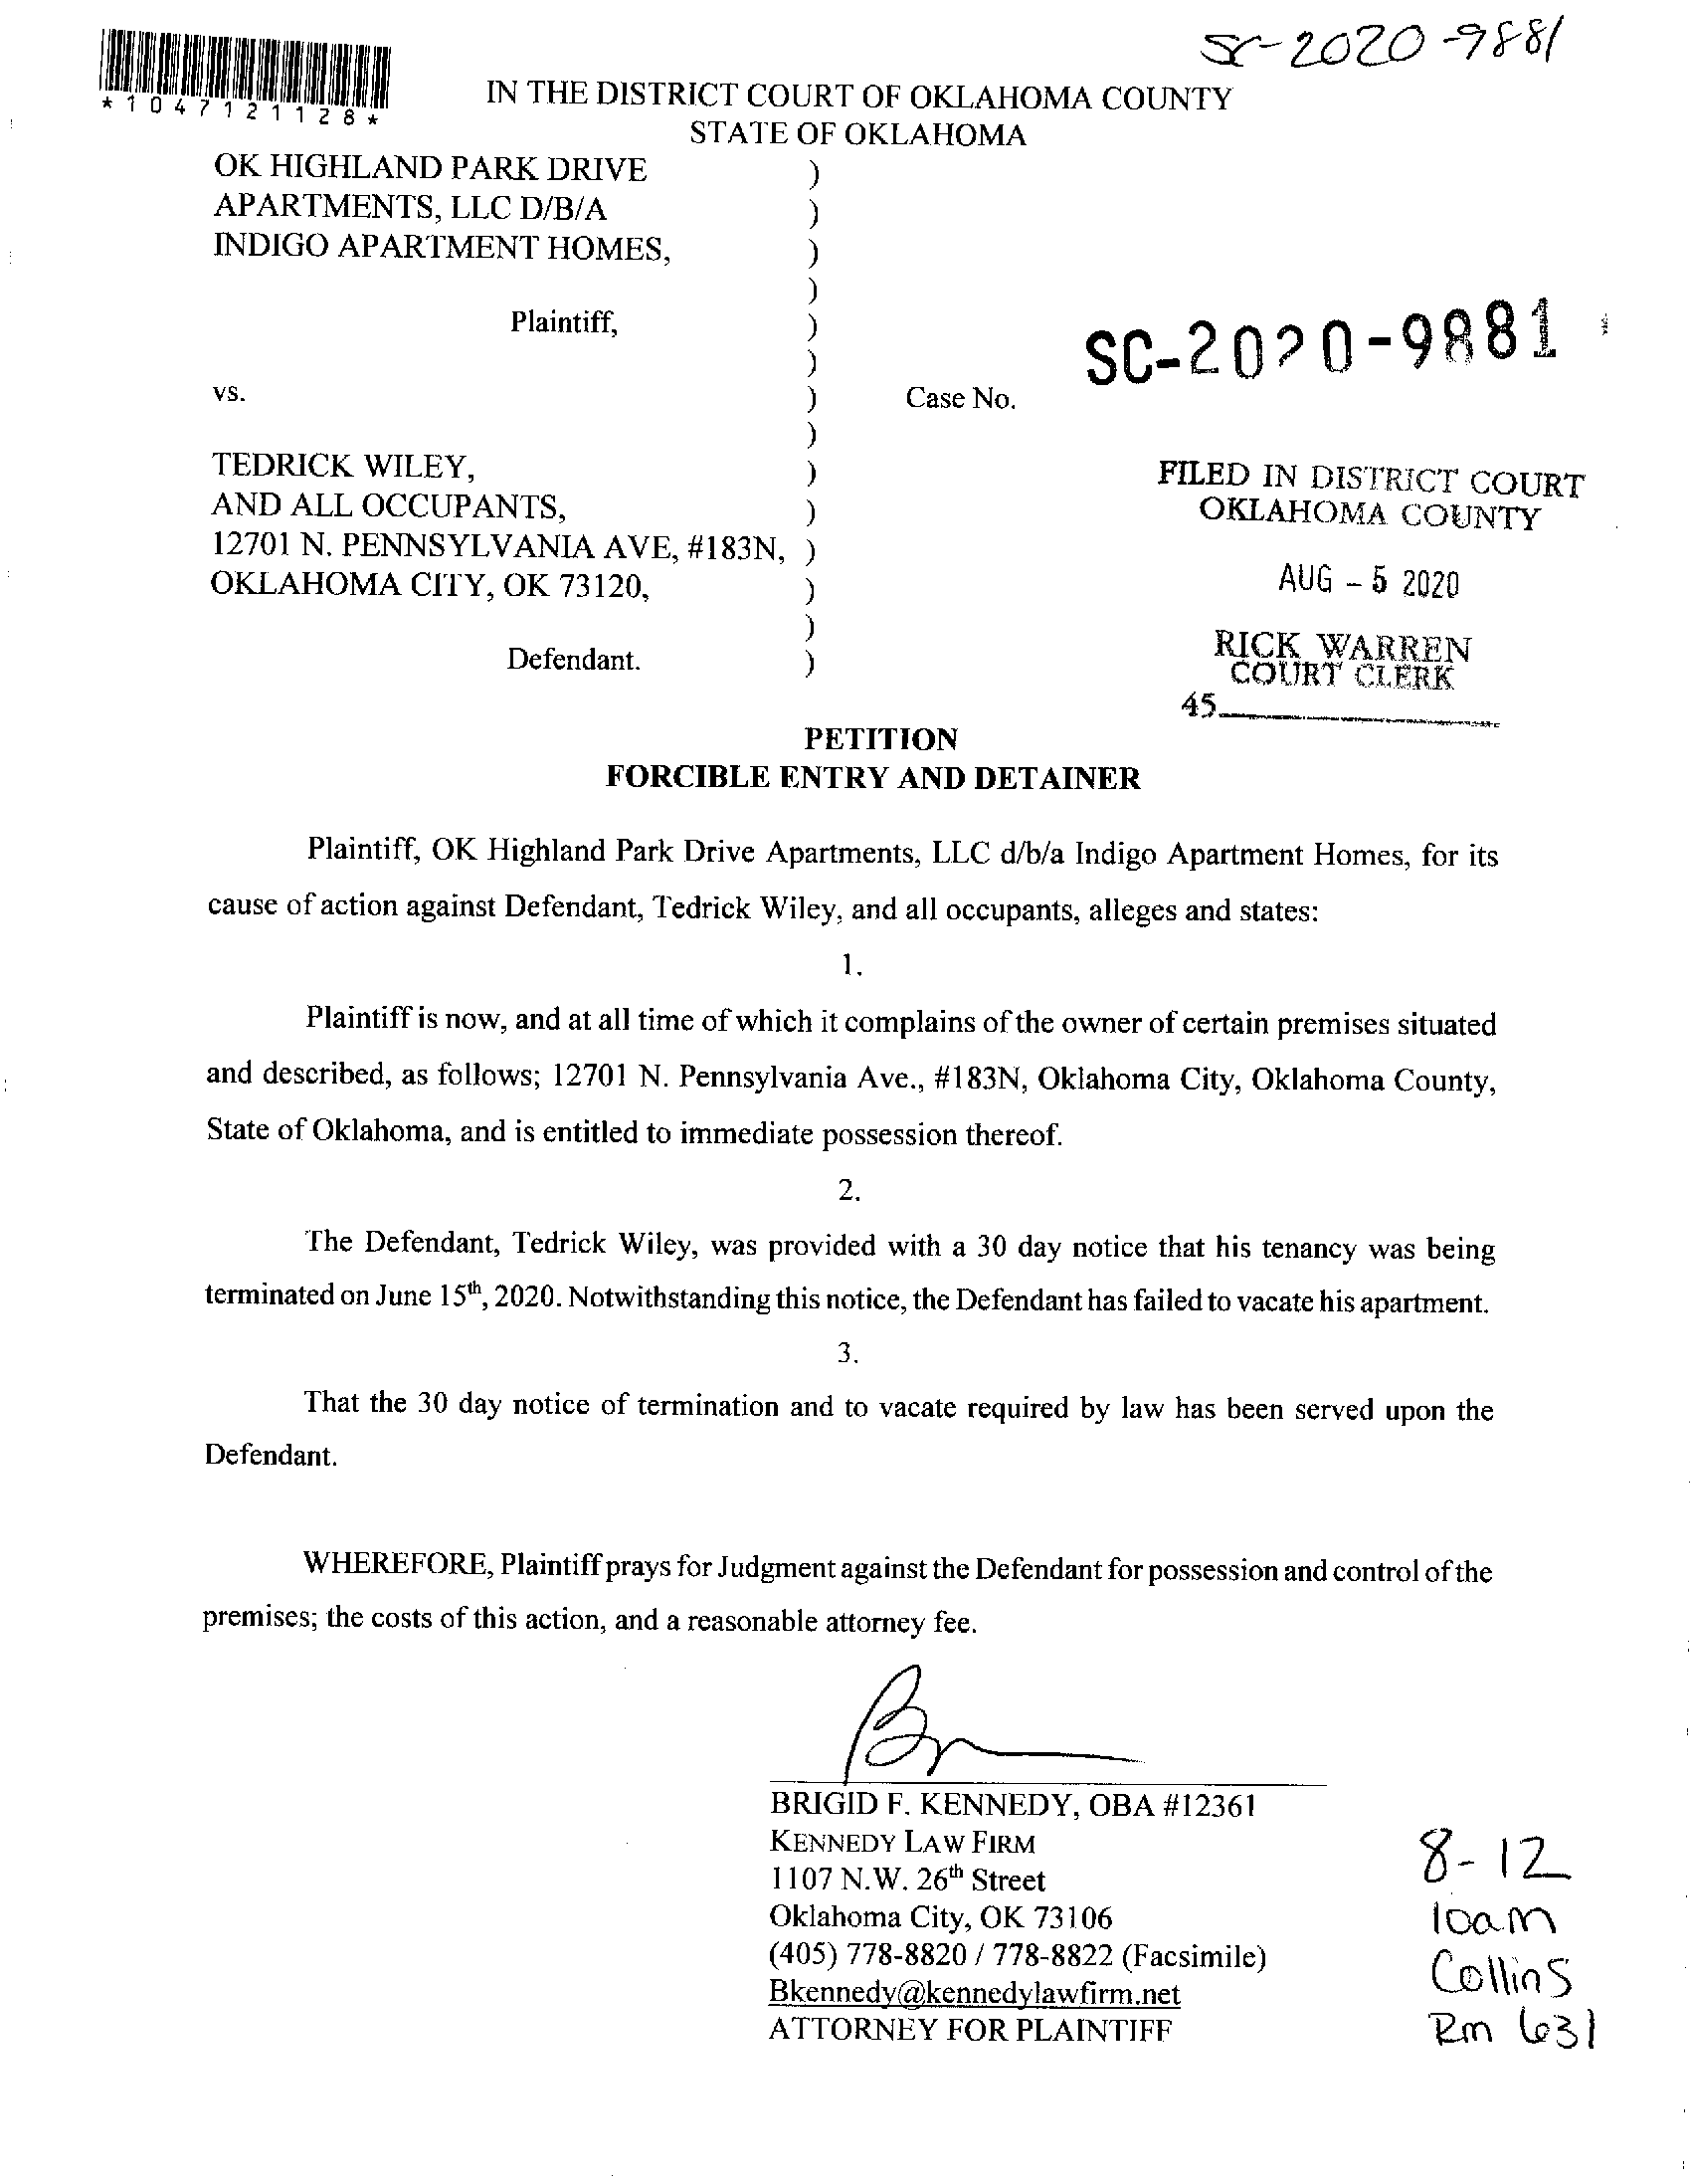 SC-2020-9881
*1047121128*
IN THE DISTRICT COURT OF OKLAHOMA COUNTY
STATE OF OKLAHOMA
OK HIGHLAND PARK DRIVE )
APARTMENTS, LLC D/B/A )
INDIGO APARTMENT HOMES, )
)
Plaintiff, )
)
vs. ) Case No. SC-2020-9881
)
TEDRICK WILEY, )
AND ALL OCCUPANTS, )
12701 N. PENNSYLVANIA AVE, #183N, )
OKLAHOMA CITY, OK 73120, )
)
Defendant. )
FILED IN DISTRICT COURT
OKLAHOMA COUNTY
AUG - 5 2020
RICK WARREN
COURT CLERK
45
PETITION
FORCIBLE ENTRY AND DETAINER
Plaintiff, OK Highland Park Drive Apartments, LLC d/b/a Indigo Apartment Homes, for its
cause of action against Defendant, Tedrick Wiley, and all occupants, alleges and states:
1.
Plaintiff is now, and at all time of which it complains of the owner of certain premises situated
and described, as follows; 12701 N. Pennsylvania Ave., #183N, Oklahoma City, Oklahoma County,
State of Oklahoma, and is entitled to immediate possession thereof.
2.
The Defendant, Tedrick Wiley, was provided with a 30 day notice that his tenancy was being
terminated on June 15th, 2020. Notwithstanding this notice, the Defendant has failed to vacate his apartment.
3.
That the 30 day notice of termination and to vacate required by law has been served upon the
Defendant.
WHEREFORE, Plaintiff prays for Judgment against the Defendant for possession and control of the
premises; the costs of this action, and a reasonable attorney fee.
BRIGID F. KENNEDY, OBA #12361
KENNEDY LAW FIRM
1107 N.W. 26th Street
Oklahoma City, OK 73106
(405) 778-8820 / 778-8822 (Facsimile)
Bkennedy@kennedylawfirm.net
ATTORNEY FOR PLAINTIFF
8-12
10am
Collins
Rm 631